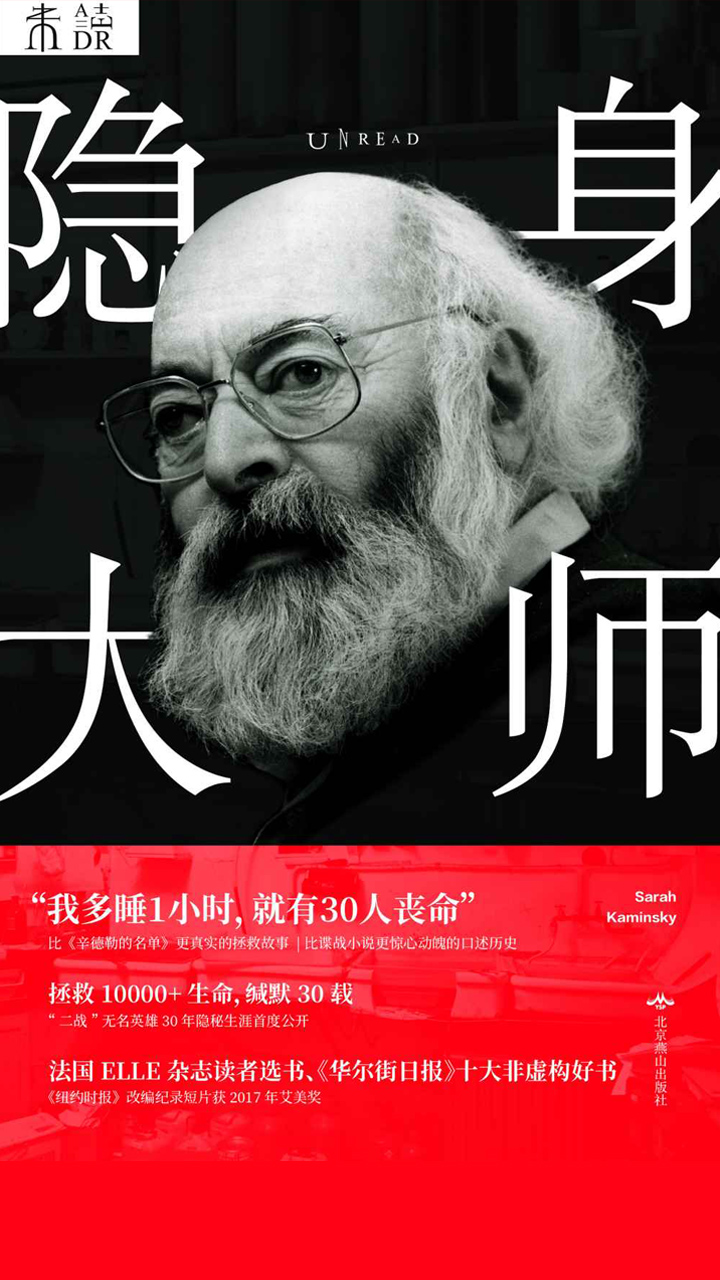 未读
UNREAD
隐身
大师
“我多睡1小时, 就有30人丧命”
比《辛德勒的名单》更真实的拯救故事 | 比谍战小说更惊心动魄的口述历史
拯救 10000+ 生命, 缄默 30 载
“二战”无名英雄 30 年隐秘生涯首度公开
法国 ELLE 杂志读者选书、《华尔街日报》十大非虚构好书
《纽约时报》改编纪录短片获 2017 年艾美奖
Sarah
Kaminsky
北京燕山出版社